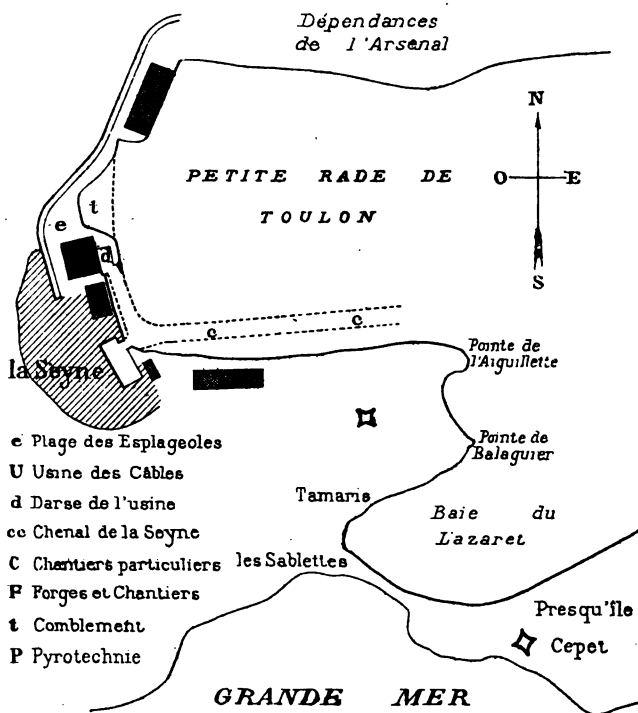 Dépendances
de l'Arsenal
N
PETITE RADE DE
O E
TOULON
t
e
d
S
c c
la Seyne
Pointe de
l'Aiguillette
e Plage des Esplageoles
U Usine des Câbles
d Darse de l'usine
cc Chenal de la Seyne
C Chantiers particuliers
F Forges et Chantiers
t Comblement
P Pyrotechnie
Pointe de
Balaguier
Tamaris
Baie du
Lazaret
les Sablettes
Presqu'île
Cepet
GRANDE MER